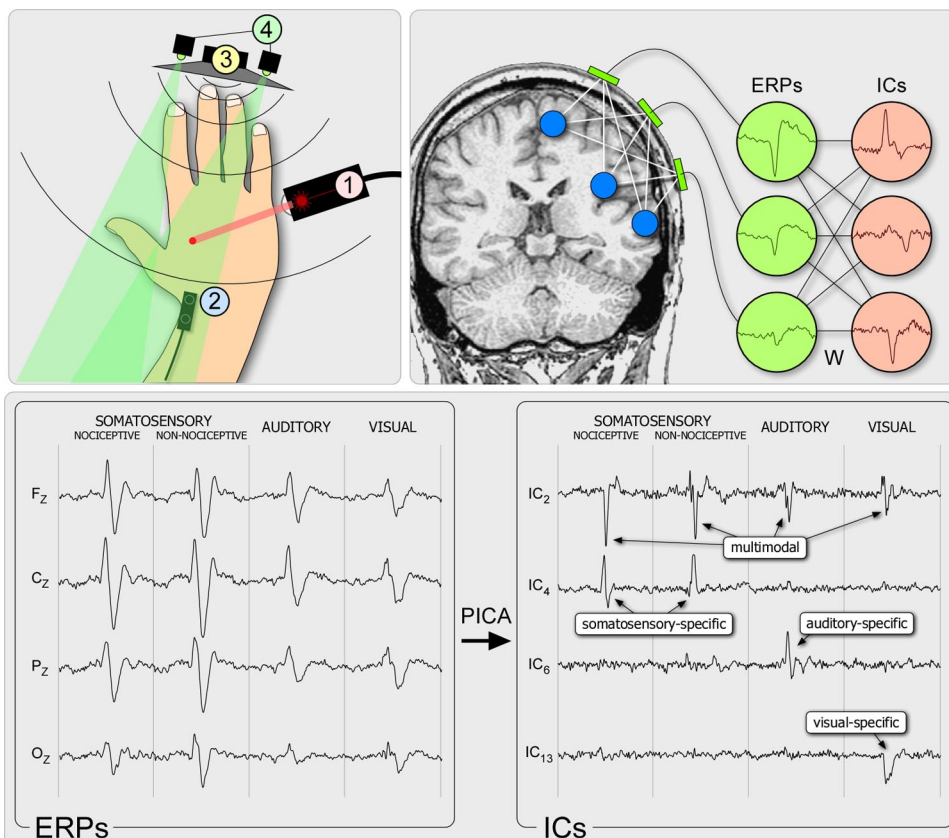 4
3
1
2
ERPs ICs
W
SOMATOSENSORY AUDITORY VISUAL
NOCICEPTIVE NON-NOCICEPTIVE
Fz
Cz
Pz
Oz
ERPs
PICA
SOMATOSENSORY AUDITORY VISUAL
NOCICEPTIVE NON-NOCICEPTIVE
IC2
multimodal
IC4
somatosensory-specific
auditory-specific
IC6
visual-specific
IC13
ICs